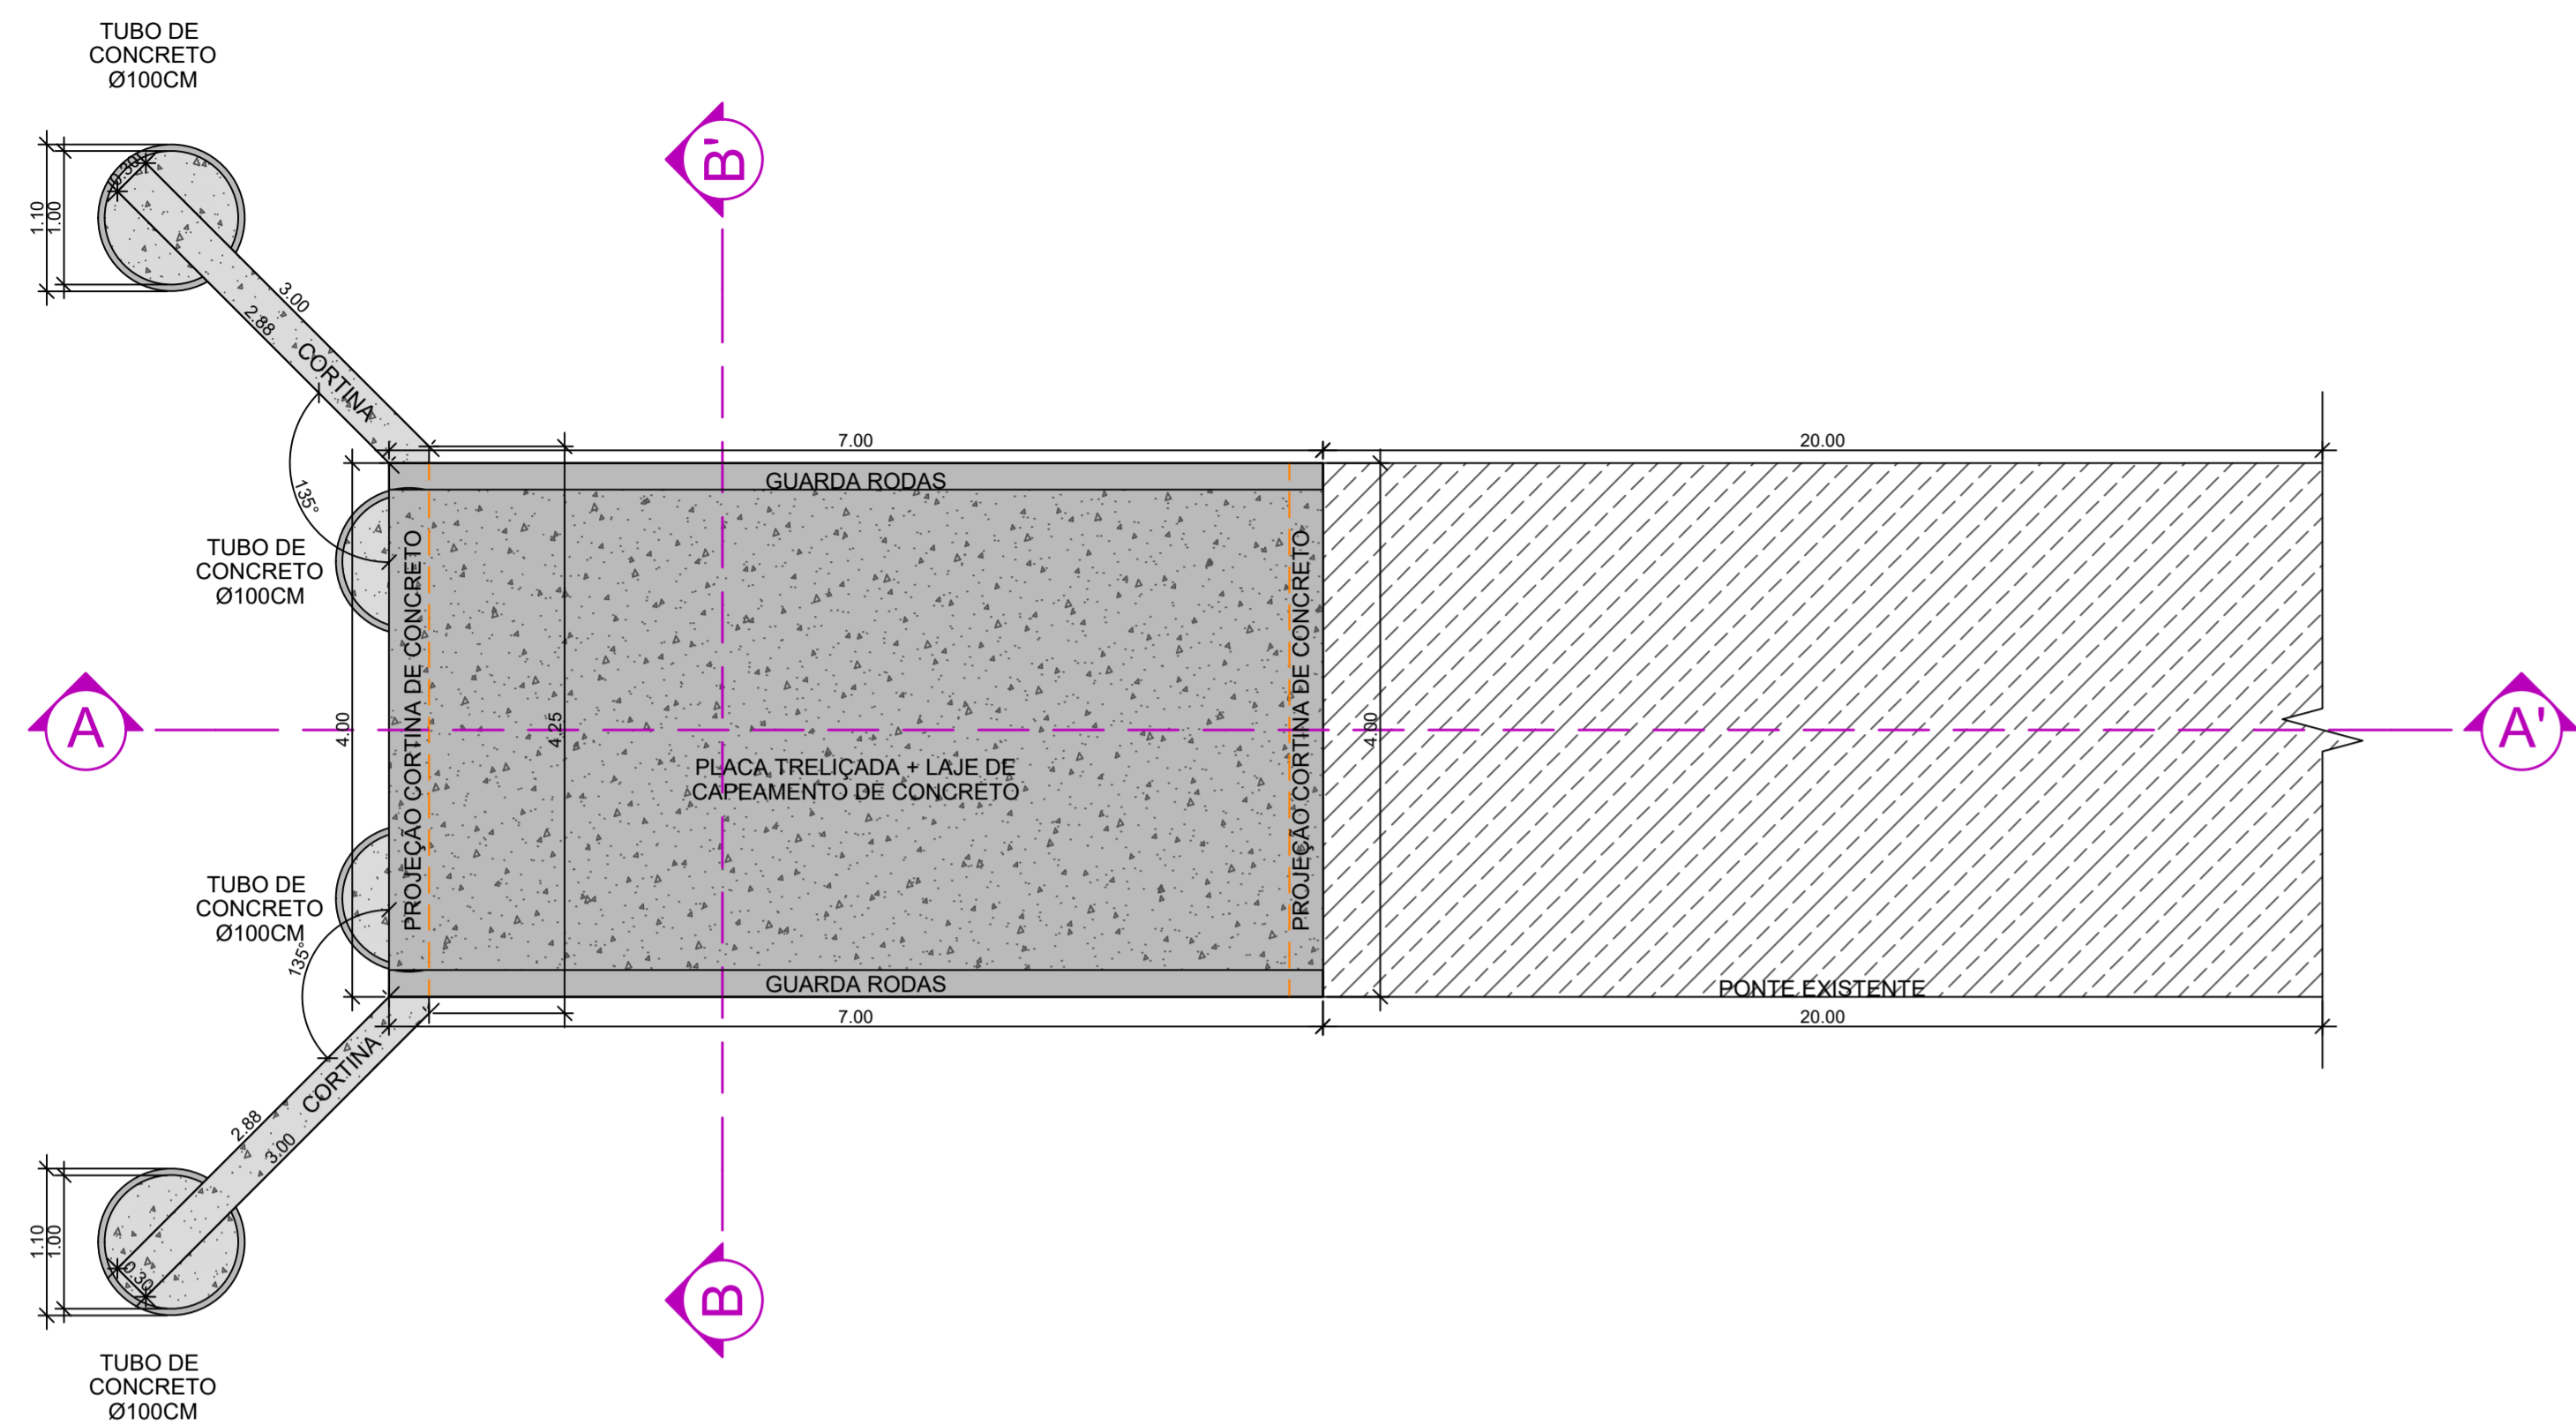 TUBO DE
CONCRETO
Ø100CM
B'
1.10
1.00
0.30
3.00
2.88
CORTINA
135°
7.00
20.00
GUARDA RODAS
TUBO DE
CONCRETO
Ø100CM
PROJEÇÃO CORTINA DE CONCRETO
PROJEÇÃO CORTINA DE CONCRETO
A
4.00
4.25
4.00
A'
PLACA TRELIÇADA + LAJE DE
CAPEAMENTO DE CONCRETO
TUBO DE
CONCRETO
Ø100CM
135°
GUARDA RODAS
PONTE EXISTENTE
7.00
20.00
CORTINA
2.88
3.00
1.10
1.00
0.30
B
TUBO DE
CONCRETO
Ø100CM